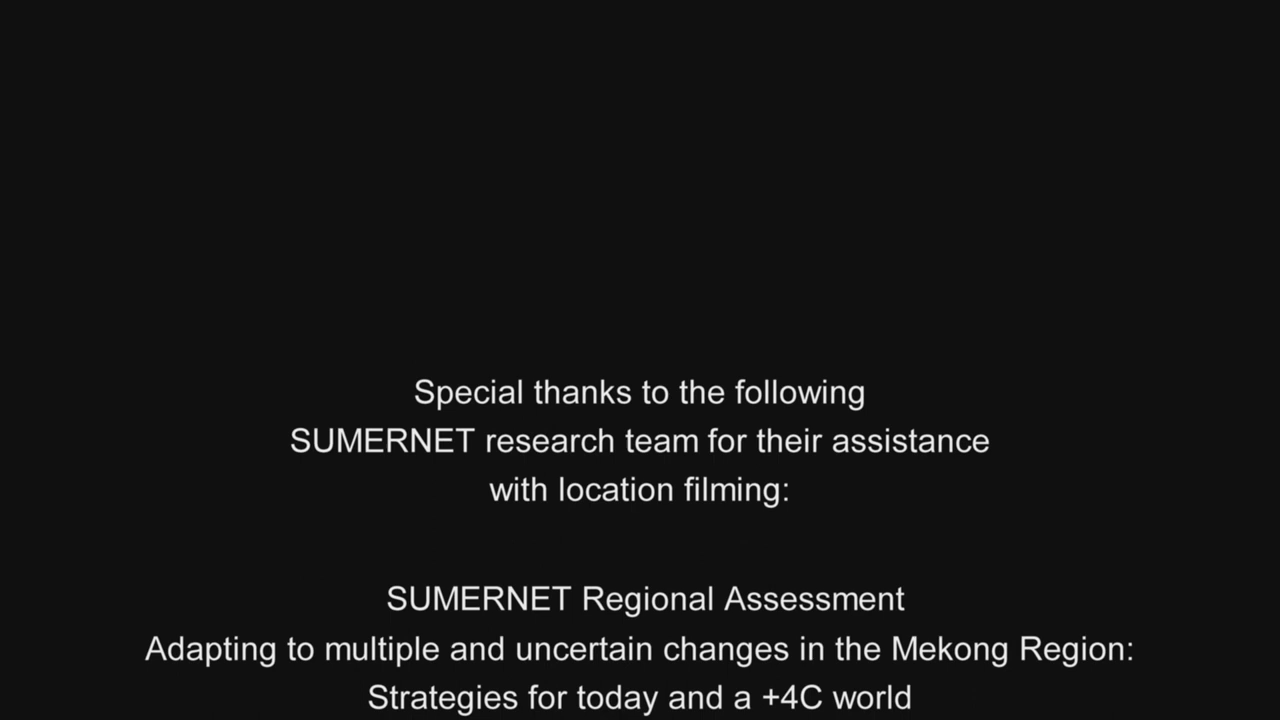 Special thanks to the following
SUMERNET research team for their assistance
with location filming:
SUMERNET Regional Assessment
Adapting to multiple and uncertain changes in the Mekong Region:
Strategies for today and a +4C world